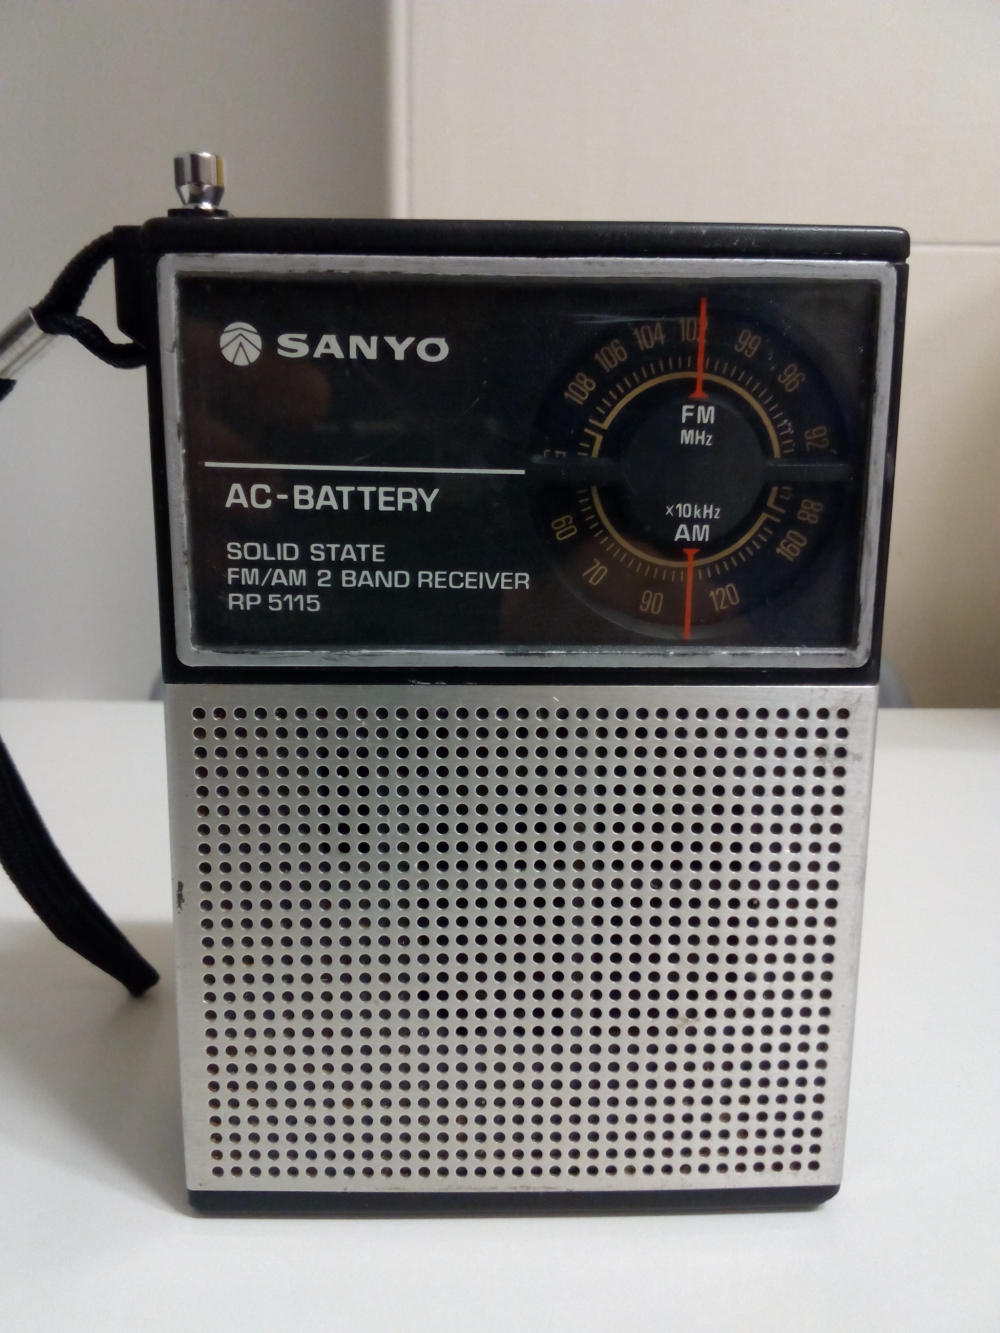 SANYO
AC-BATTERY
SOLID STATE
FM/AM 2 BAND RECEIVER
RP 5115
108 106 104 102 99 96 92 88
FM
MHz
x10kHz
AM
60 70 90 120 160